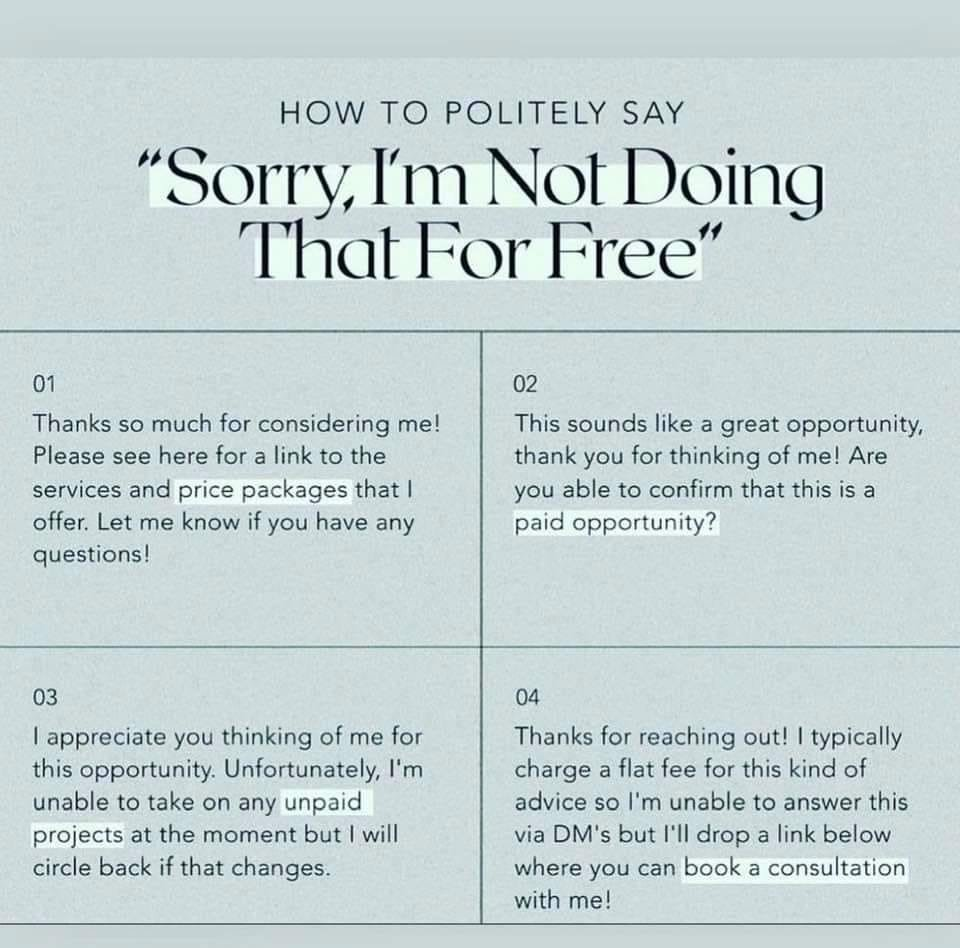 HOW TO POLITELY SAY
“Sorry, I'm Not Doing
That For Free”
01
Thanks so much for considering me!
Please see here for a link to the
services and price packages that I
offer. Let me know if you have any
questions!
02
This sounds like a great opportunity,
thank you for thinking of me! Are
you able to confirm that this is a
paid opportunity?
03
I appreciate you thinking of me for
this opportunity. Unfortunately, I'm
unable to take on any unpaid
projects at the moment but I will
circle back if that changes.
04
Thanks for reaching out! I typically
charge a flat fee for this kind of
advice so I'm unable to answer this
via DM's but I'll drop a link below
where you can book a consultation
with me!